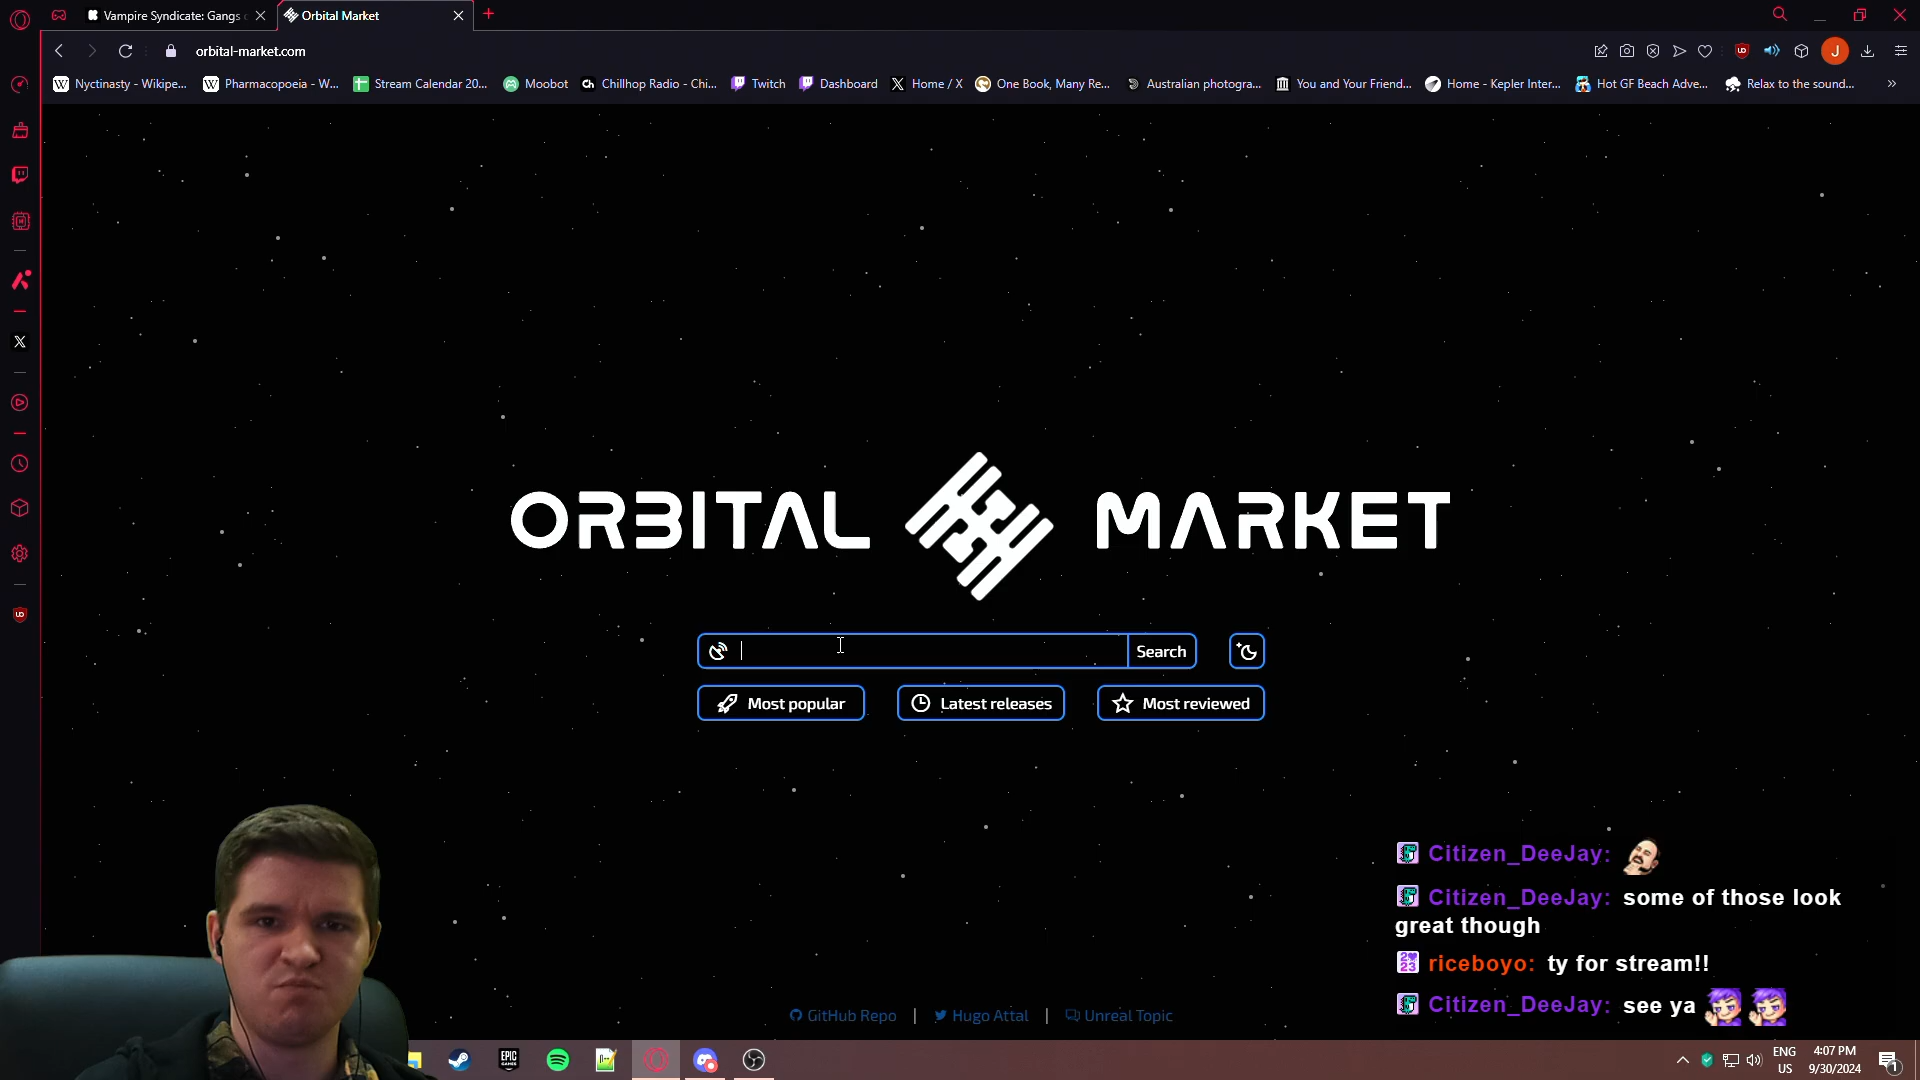 Vampire Syndicate: Gangs
Orbital Market
orbital-market.com
J
Nyctinasty - Wikipe...
Pharmacopoeia - W...
Stream Calendar 20...
Moobot
Chillhop Radio - Chi...
Twitch
Dashboard
Home / X
One Book, Many Re...
Australian photogra...
You and Your Friend...
Home - Kepler Inter...
Hot GF Beach Adve...
Relax to the sound...
ORBITAL MARKET
Search
Most popular
Latest releases
Most reviewed
Citizen_DeeJay:
Citizen_DeeJay: some of those look
great though
riceboyo: ty for stream!!
Citizen_DeeJay: see ya
GitHub Repo | Hugo Attal | Unreal Topic
EPIC GAMES
ENG
US
4:07 PM
9/30/2024
1